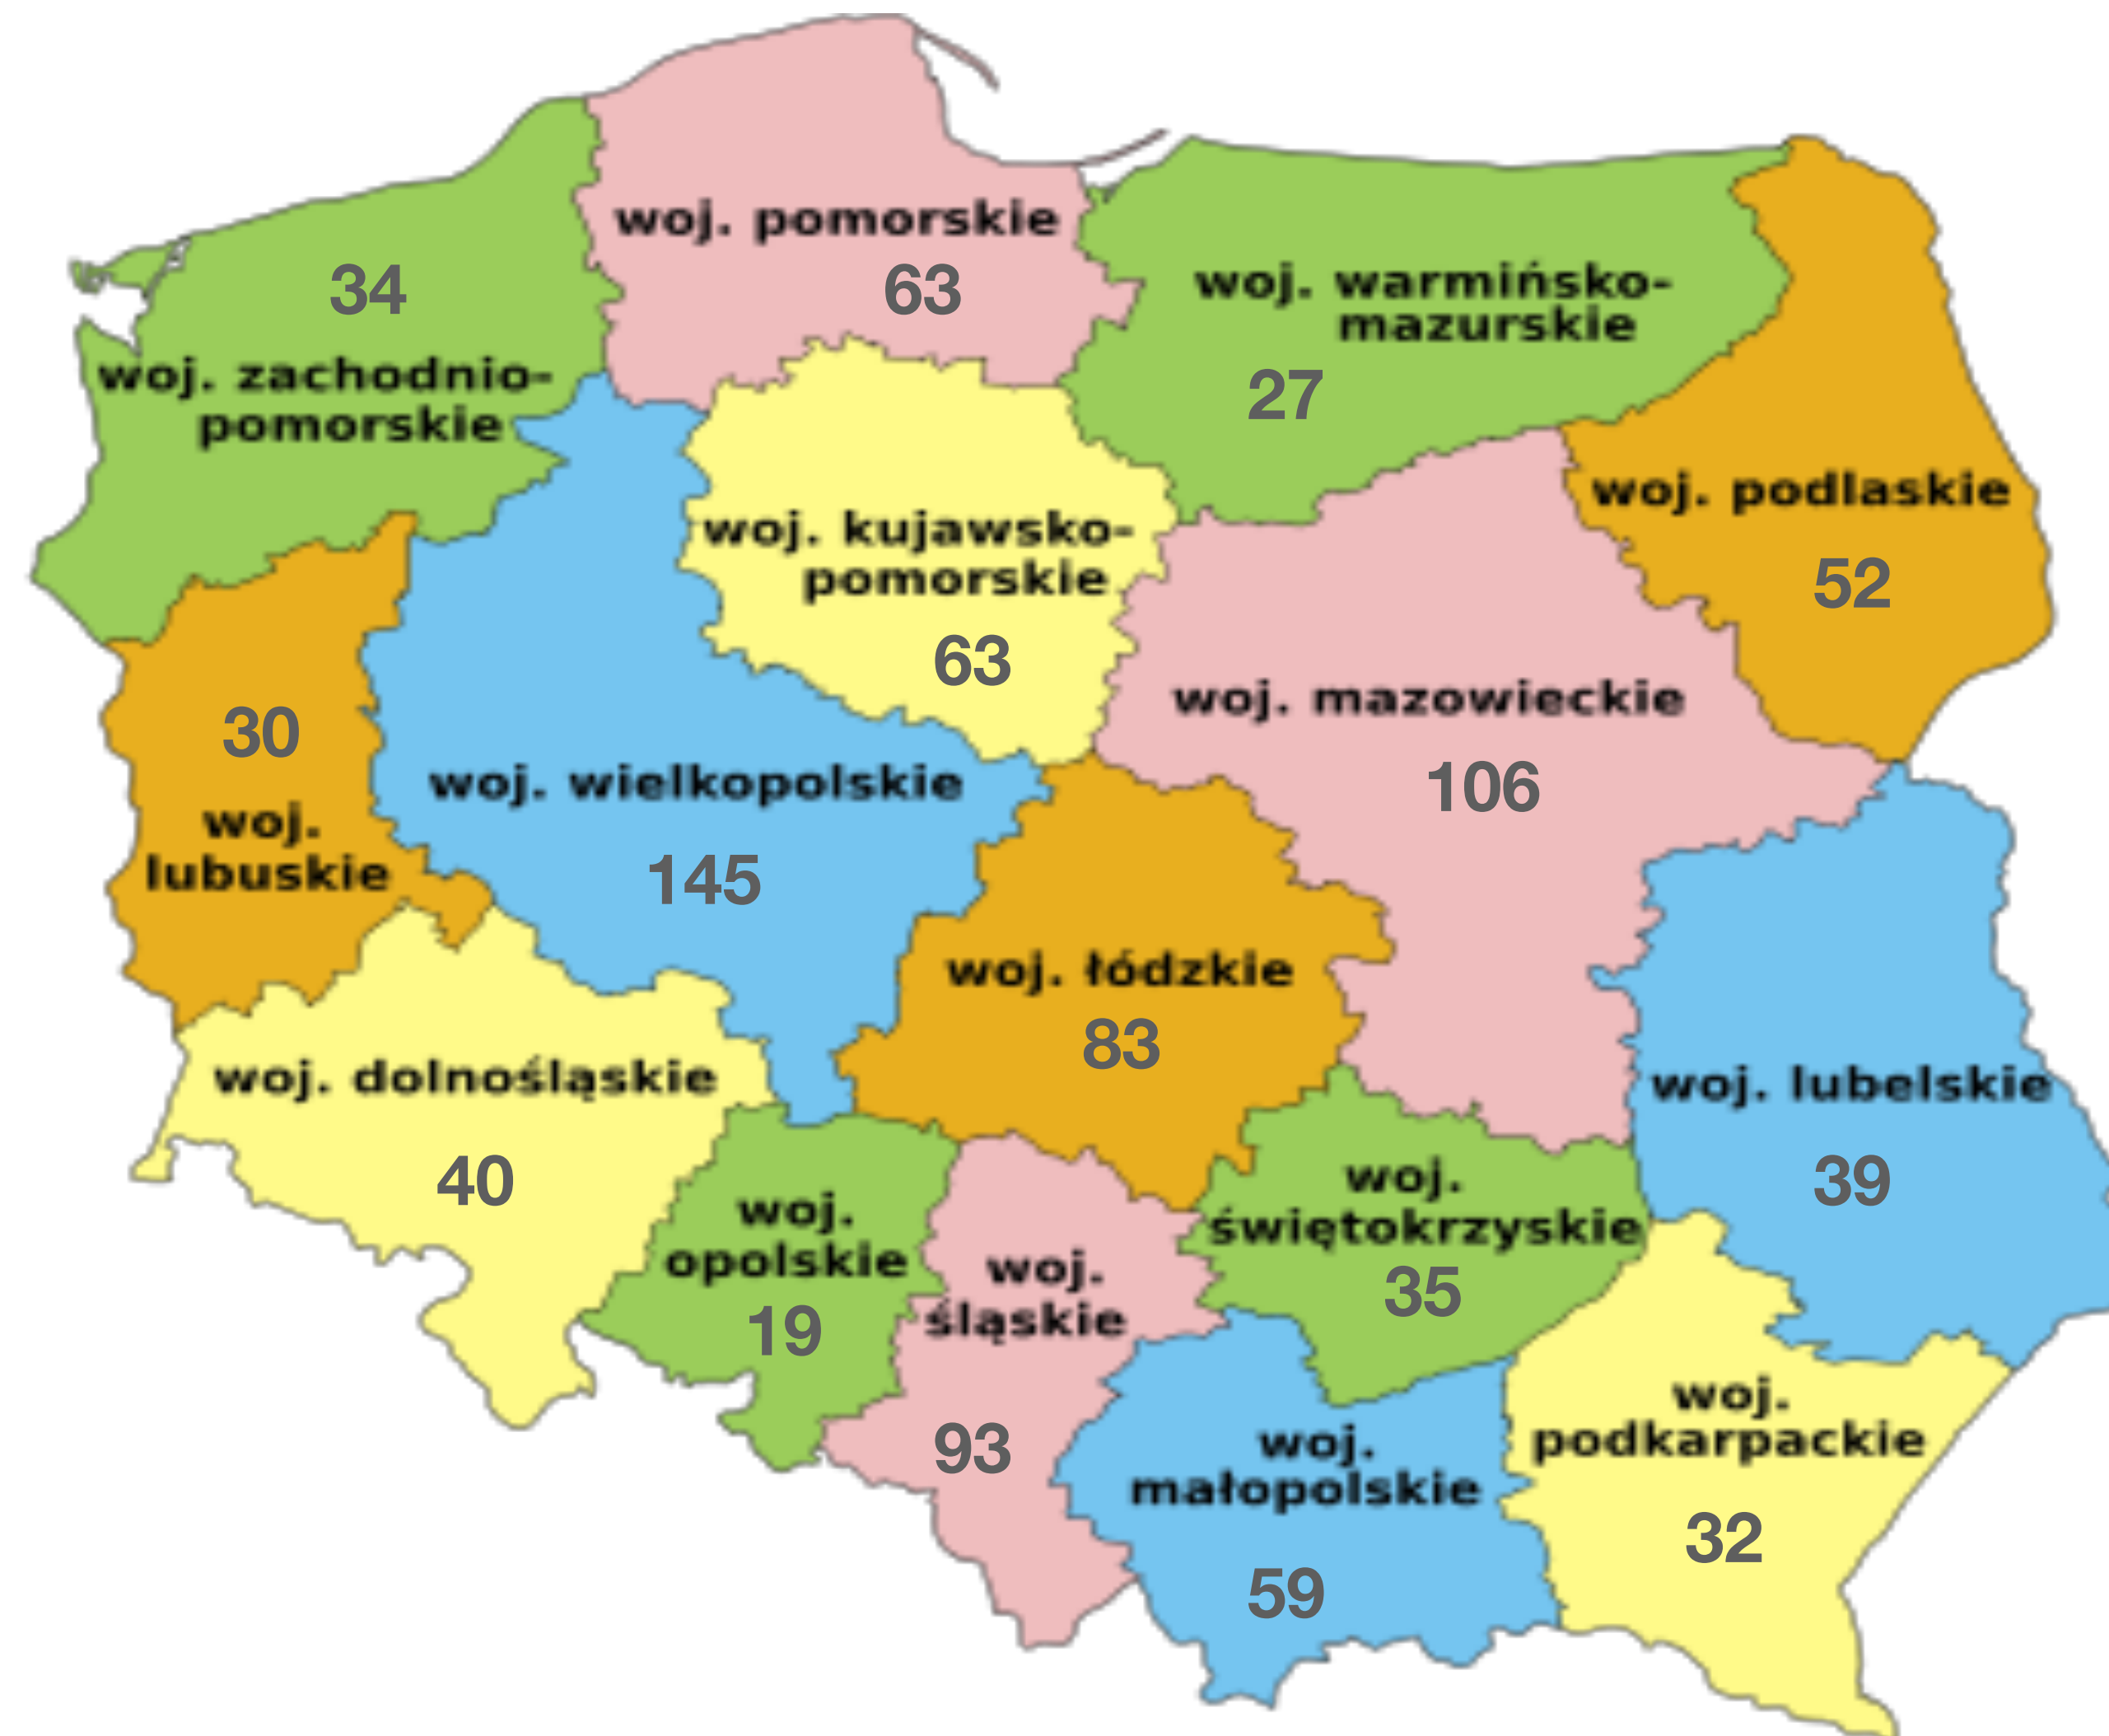 woj. pomorskie
63
34
woj. zachodnio-
pomorskie
woj. warmińsko-
mazurskie
27
woj. podlaskie
52
woj. kujawsko-
pomorskie
63
woj. mazowieckie
106
30
woj.
lubuskie
woj. wielkopolskie
145
woj. łódzkie
83
woj. dolnośląskie
40
woj. lubelskie
39
woj.
opolskie
19
woj.
śląskie
93
woj.
świętokrzyskie
35
woj.
małopolskie
59
woj.
podkarpackie
32